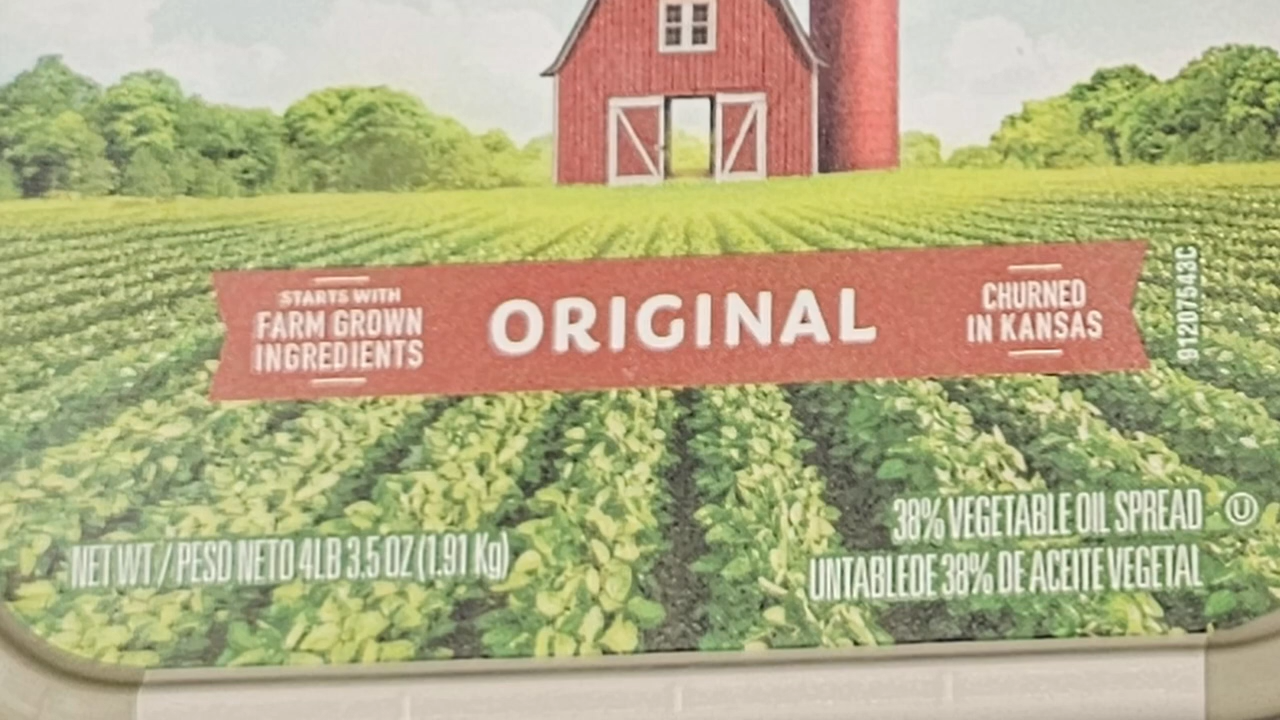 STARTS WITH
FARM GROWN
INGREDIENTS
ORIGINAL
CHURNED
IN KANSAS
91207543C
38% VEGETABLE OIL SPREAD U
NET WT / PESO NETO 4LB 3.5 OZ (1.91 Kg)
UNTABLEDE 38% DE ACEITE VEGETAL